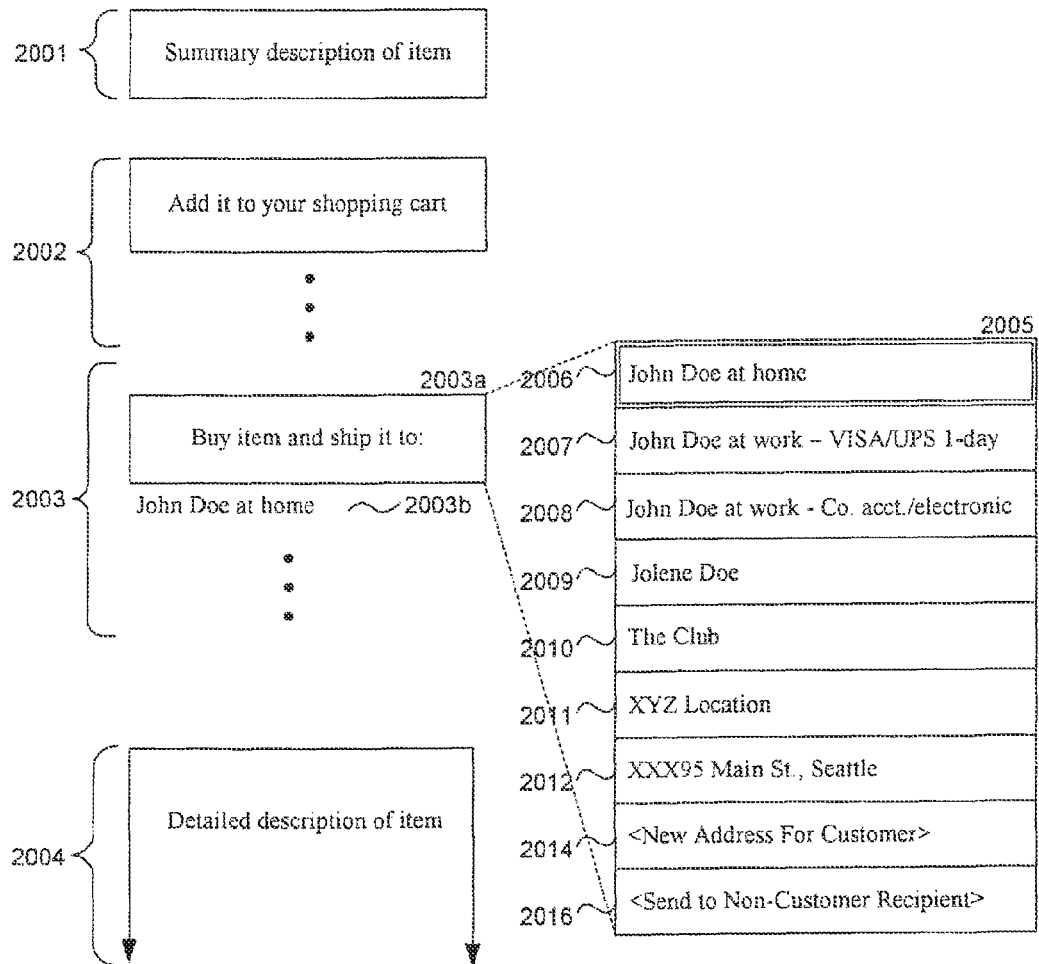 2001
Summary description of item
Add it to your shopping cart
2002
2003a
Buy item and ship it to:
2003
John Doe at home
2003b
2004
Detailed description of item
2005
2006
John Doe at home
2007
John Doe at work – VISA/UPS 1-day
2008
John Doe at work - Co. acct./electronic
2009
Jolene Doe
2010
The Club
2011
XYZ Location
2012
XXX95 Main St., Seattle
2014
<New Address For Customer>
2016
<Send to Non-Customer Recipient>